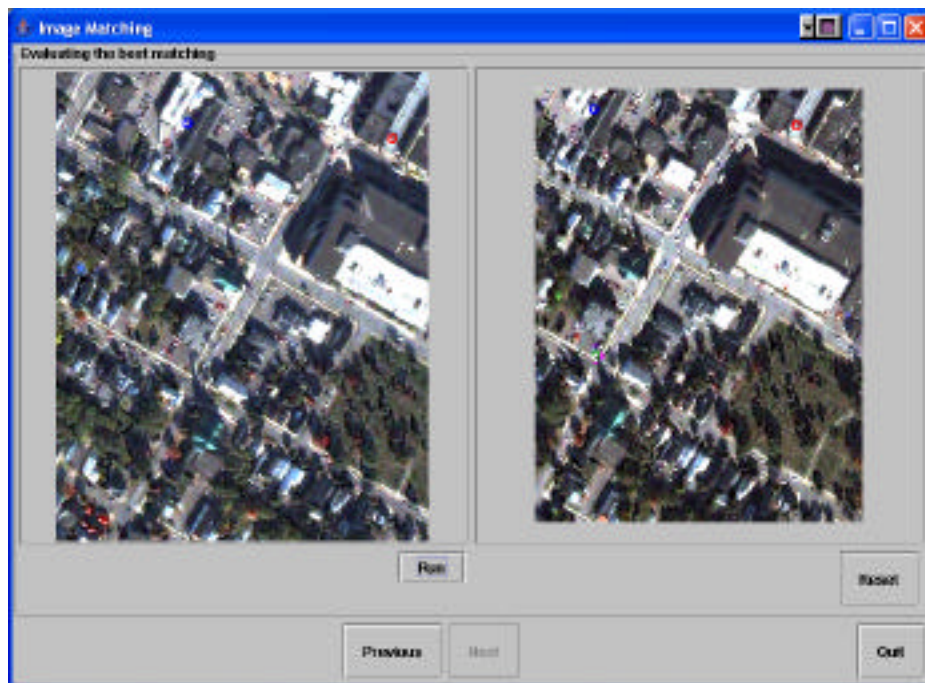 Image Matching
Evaluating the best matching
Run
Reset
Previous
Next
Quit